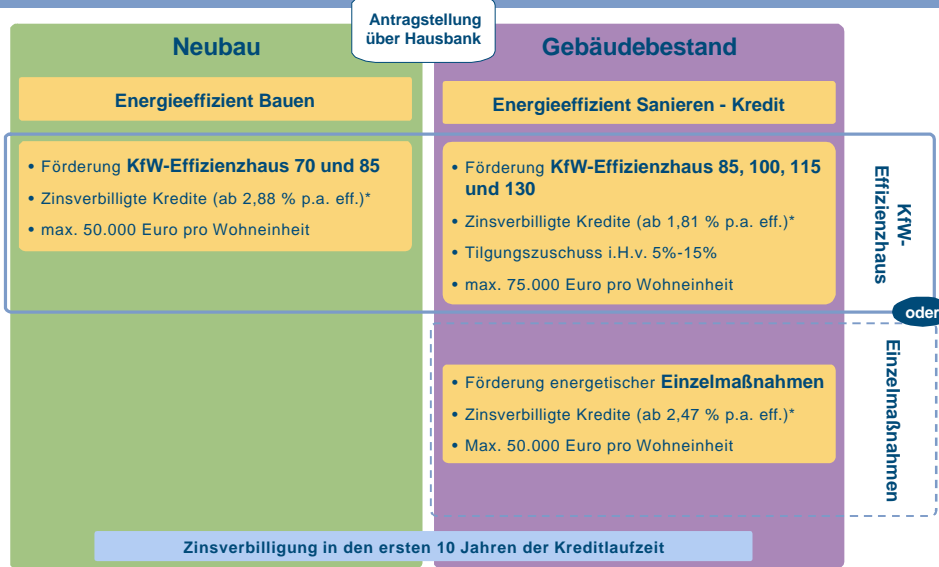 Antragstellung
über Hausbank
Neubau
Gebäudebestand
Energieeffizient Bauen
Energieeffizient Sanieren - Kredit
• Förderung KfW-Effizienzhaus 70 und 85
• Zinsverbilligte Kredite (ab 2,88 % p.a. eff.)*
• max. 50.000 Euro pro Wohneinheit
• Förderung KfW-Effizienzhaus 85, 100, 115
und 130
• Zinsverbilligte Kredite (ab 1,81 % p.a. eff.)*
• Tilgungszuschuss i.H.v. 5%-15%
• max. 75.000 Euro pro Wohneinheit
KfW-
Effizienzhaus
oder
• Förderung energetischer Einzelmaßnahmen
• Zinsverbilligte Kredite (ab 2,47 % p.a. eff.)*
• Max. 50.000 Euro pro Wohneinheit
Einzelmaßnahmen
Zinsverbilligung in den ersten 10 Jahren der Kreditlaufzeit